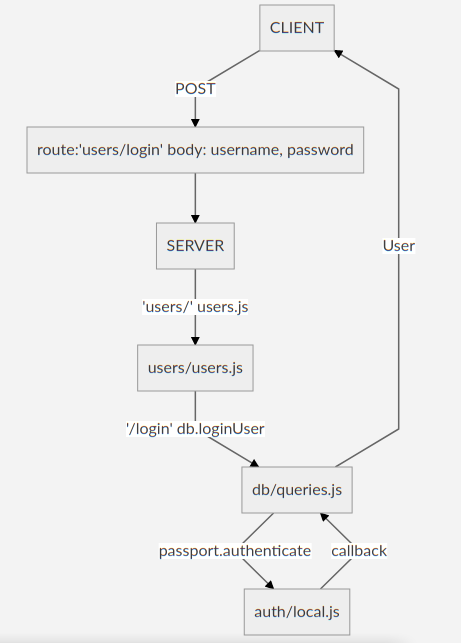 CLIENT
POST
route:'users/login' body: username, password
SERVER
User
'users/' users.js
users/users.js
'/login' db.loginUser
db/queries.js
passport.authenticate
callback
auth/local.js